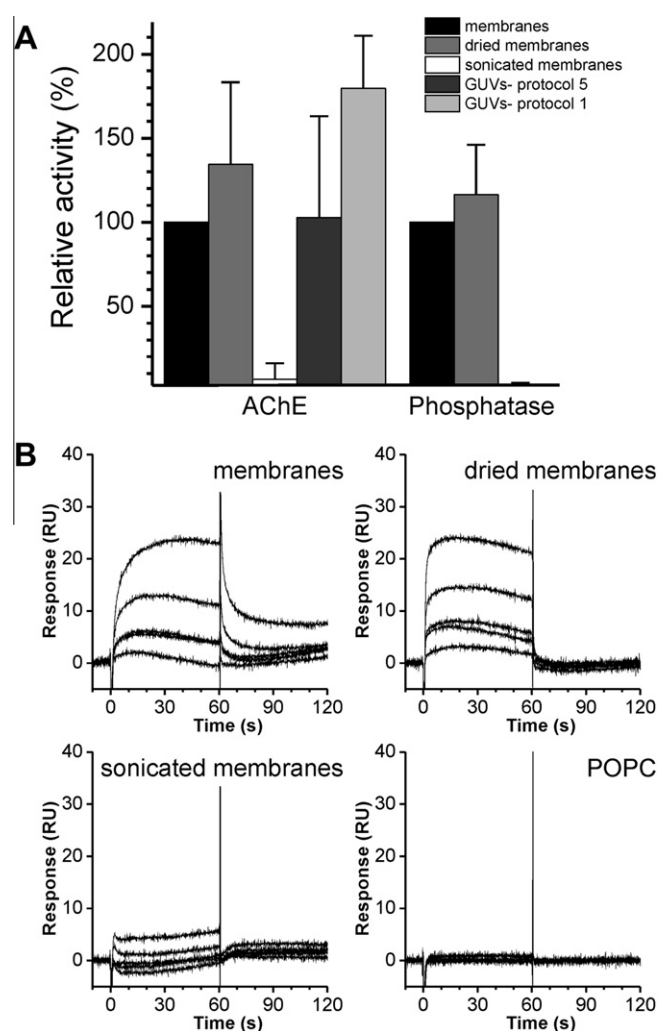 A
Relative activity (%)
200
150
100
50
membranes
dried membranes
sonicated membranes
GUVs- protocol 5
GUVs- protocol 1
AChE
Phosphatase
B
membranes
Response (RU)
40
30
20
10
0
0 30 60 90 120
Time (s)
dried membranes
Response (RU)
40
30
20
10
0
0 30 60 90 120
Time (s)
sonicated membranes
Response (RU)
40
30
20
10
0
0 30 60 90 120
Time (s)
POPC
Response (RU)
40
30
20
10
0
0 30 60 90 120
Time (s)